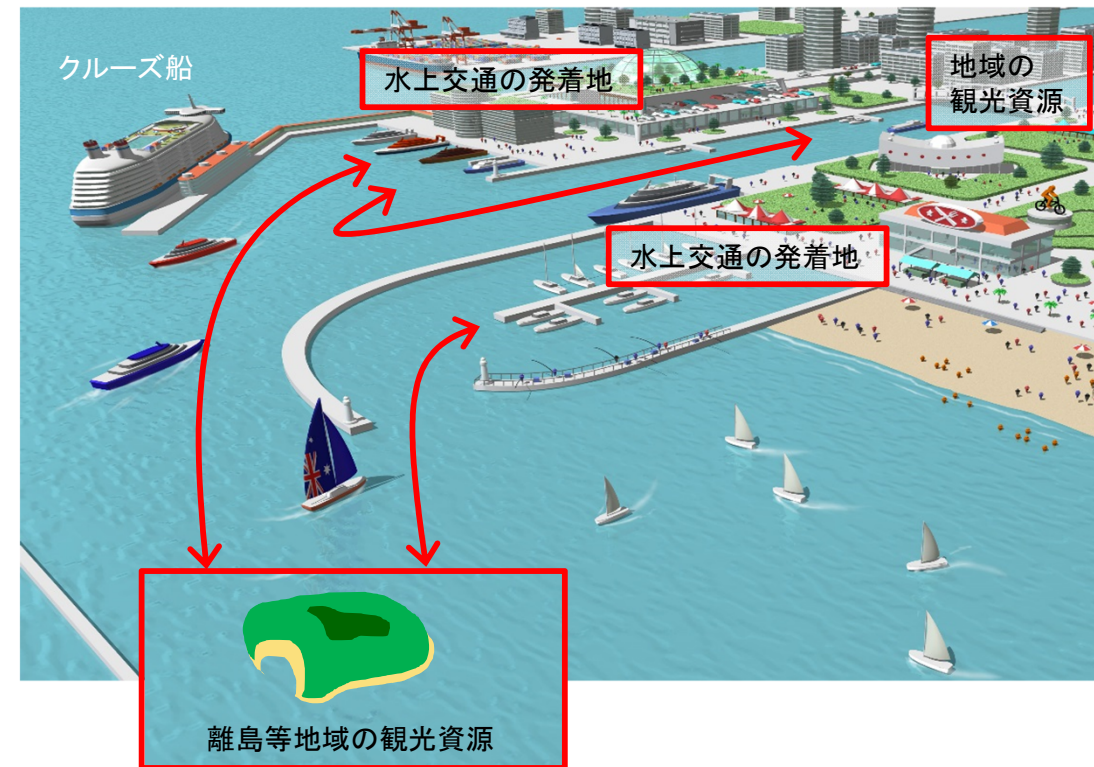 クルーズ船
水上交通の発着地
地域の
観光資源
水上交通の発着地
離島等地域の観光資源